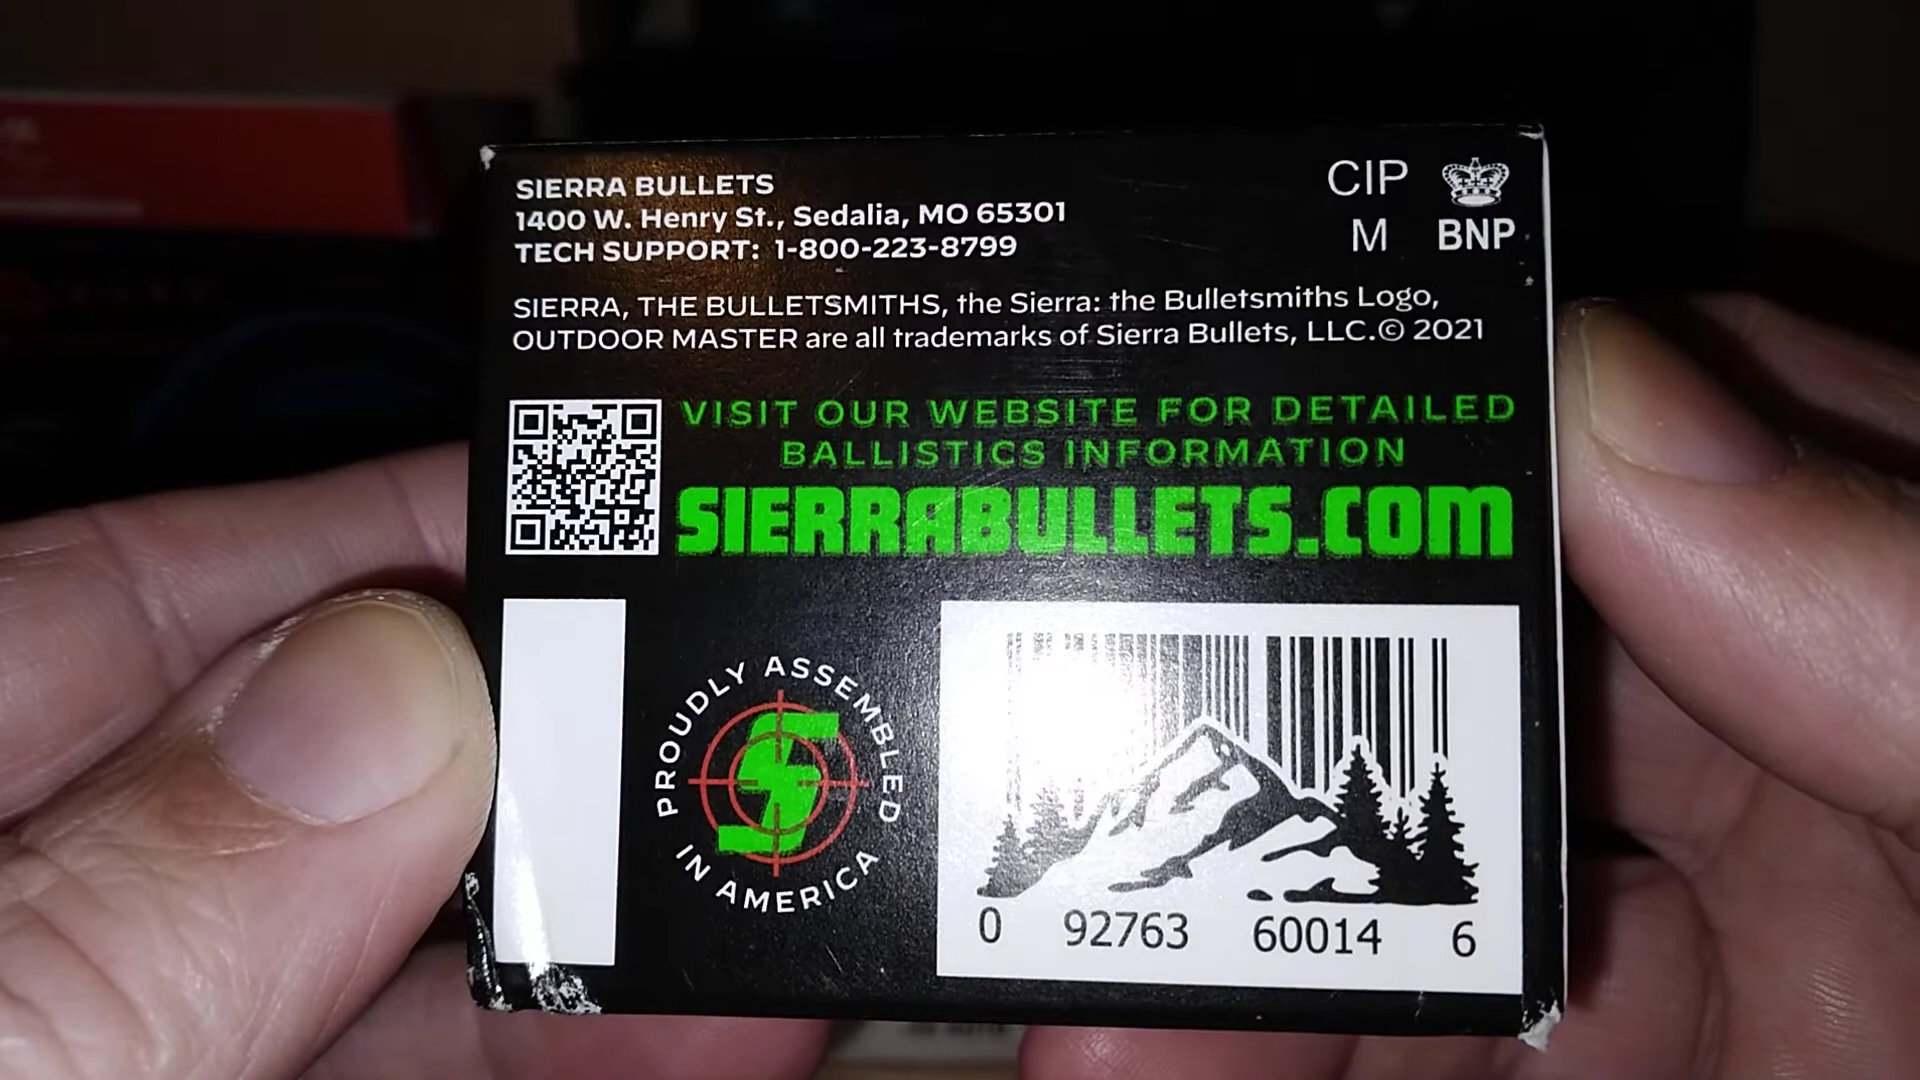 SIERRA BULLETS
1400 W. Henry St., Sedalia, MO 65301
TECH SUPPORT: 1-800-223-8799
CIP
M
BNP
SIERRA, THE BULLETSMITHS, the Sierra: the Bulletsmiths Logo,
OUTDOOR MASTER are all trademarks of Sierra Bullets, LLC.© 2021
VISIT OUR WEBSITE FOR DETAILED
BALLISTICS INFORMATION
SIERRABULLETS.COM
PROUDLY ASSEMBLED
IN AMERICA
S
0 92763 60014 6